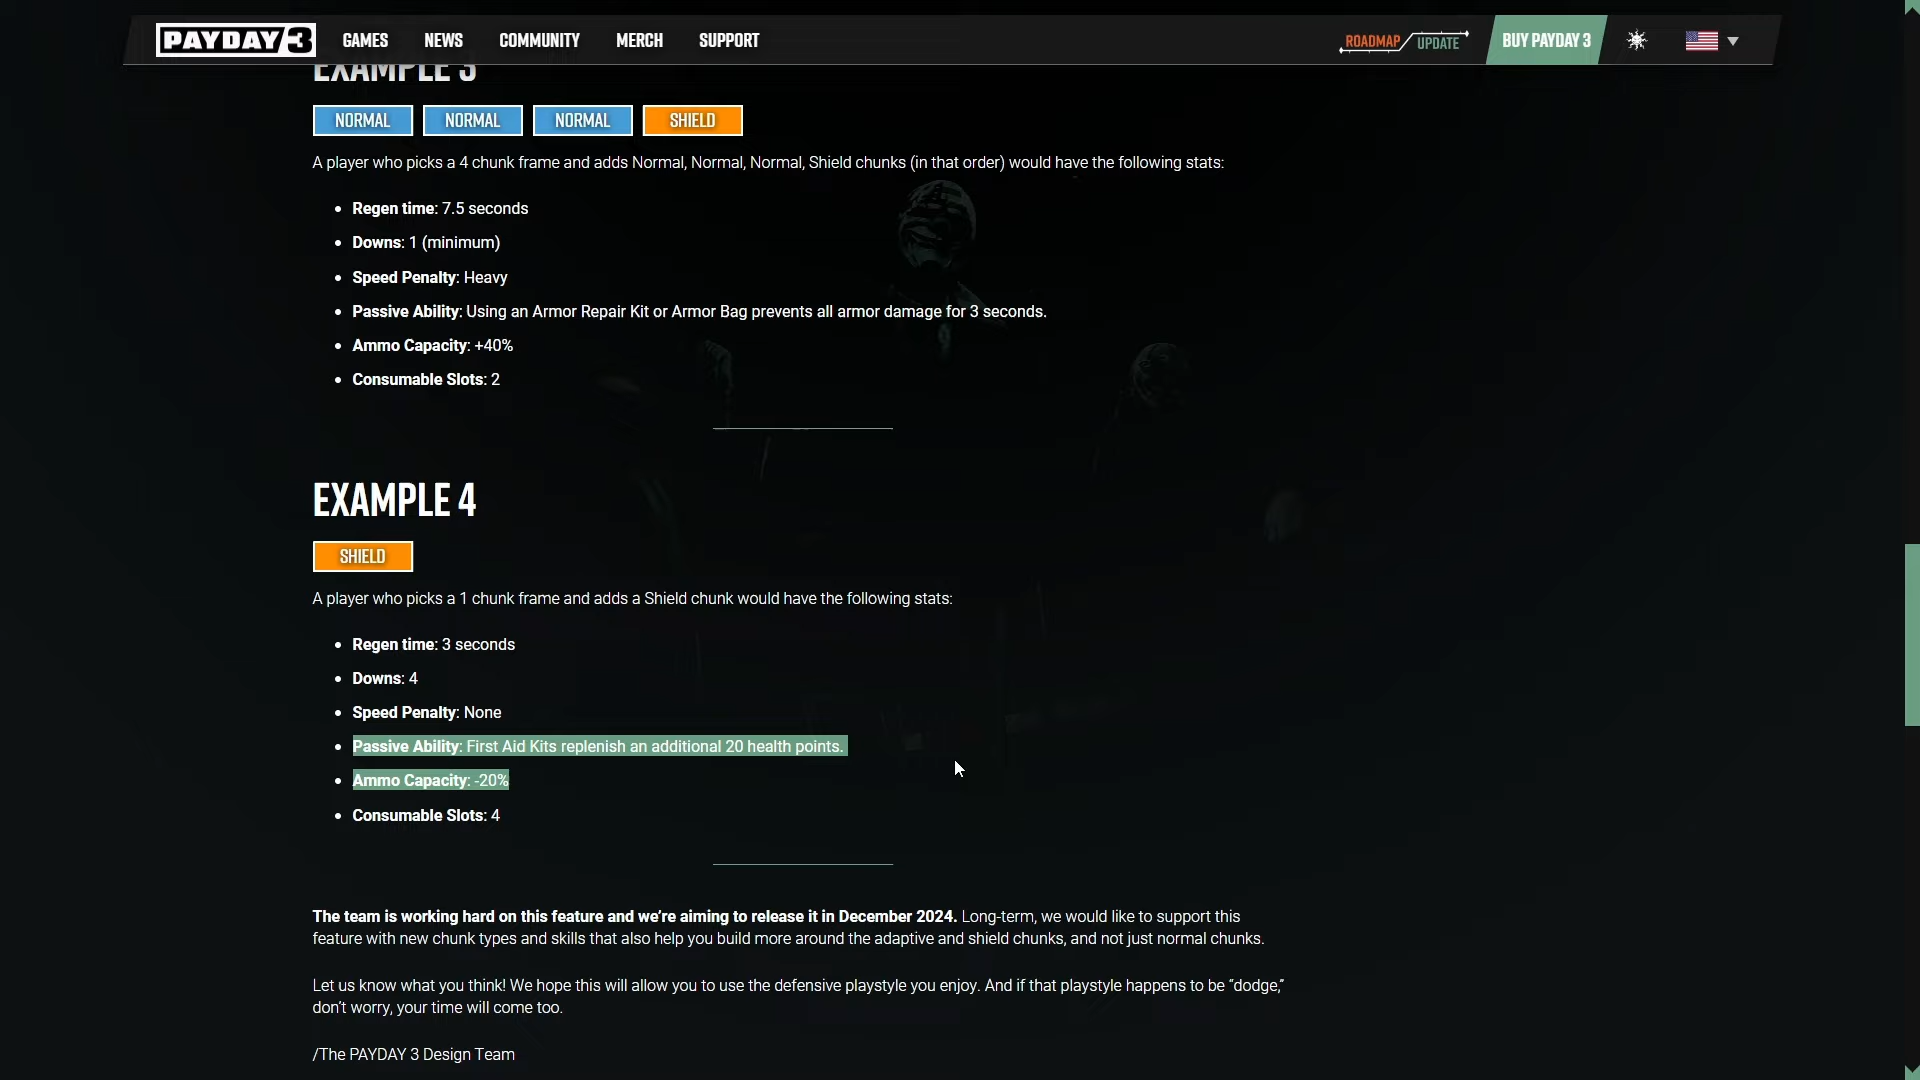 PAYDAY 3
GAMES
NEWS
COMMUNITY
MERCH
SUPPORT
ROADMAP
UPDATE
BUY PAYDAY 3
EXAMPLE 3
NORMAL
NORMAL
NORMAL
SHIELD
A player who picks a 4 chunk frame and adds Normal, Normal, Normal, Shield chunks (in that order) would have the following stats:
• Regen time: 7.5 seconds
• Downs: 1 (minimum)
• Speed Penalty: Heavy
• Passive Ability: Using an Armor Repair Kit or Armor Bag prevents all armor damage for 3 seconds.
• Ammo Capacity: +40%
• Consumable Slots: 2
EXAMPLE 4
SHIELD
A player who picks a 1 chunk frame and adds a Shield chunk would have the following stats:
• Regen time: 3 seconds
• Downs: 4
• Speed Penalty: None
• Passive Ability: First Aid Kits replenish an additional 20 health points.
• Ammo Capacity: -20%
• Consumable Slots: 4
The team is working hard on this feature and we’re aiming to release it in December 2024. Long-term, we would like to support this
feature with new chunk types and skills that also help you build more around the adaptive and shield chunks, and not just normal chunks.
Let us know what you think! We hope this will allow you to use the defensive playstyle you enjoy. And if that playstyle happens to be “dodge,”
don’t worry, your time will come too.
/The PAYDAY 3 Design Team